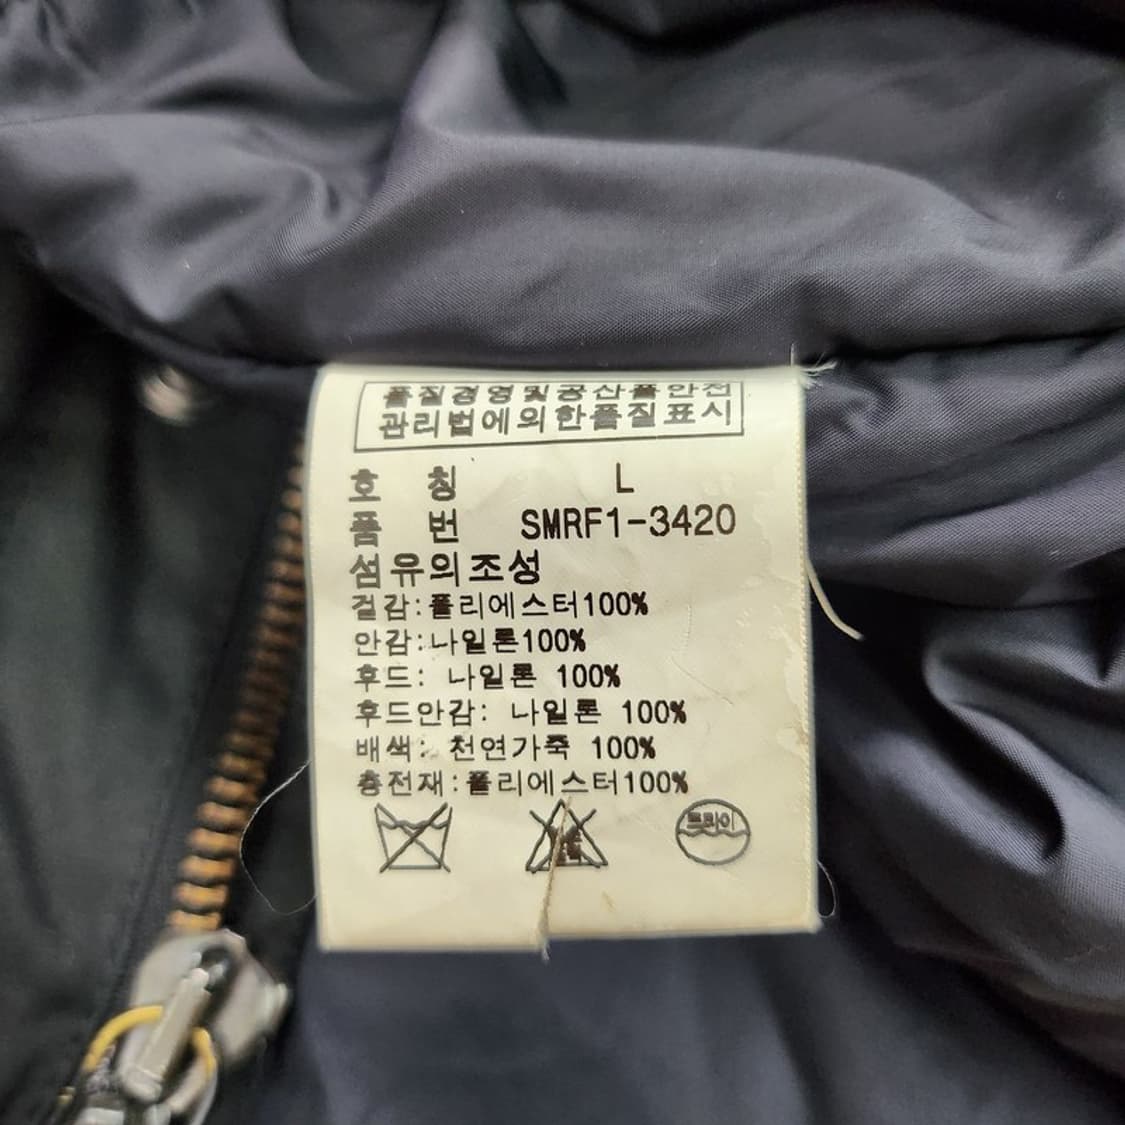 품질경영및공산품안전
관리법에의한품질표시
호 칭 L
품 번 SMRF1-3420
섬유의조성
겉감:폴리에스터100%
안감:나일론100%
후드: 나일론 100%
후드안감: 나일론 100%
배색: 천연가죽 100%
충전재:폴리에스터100%
드라이